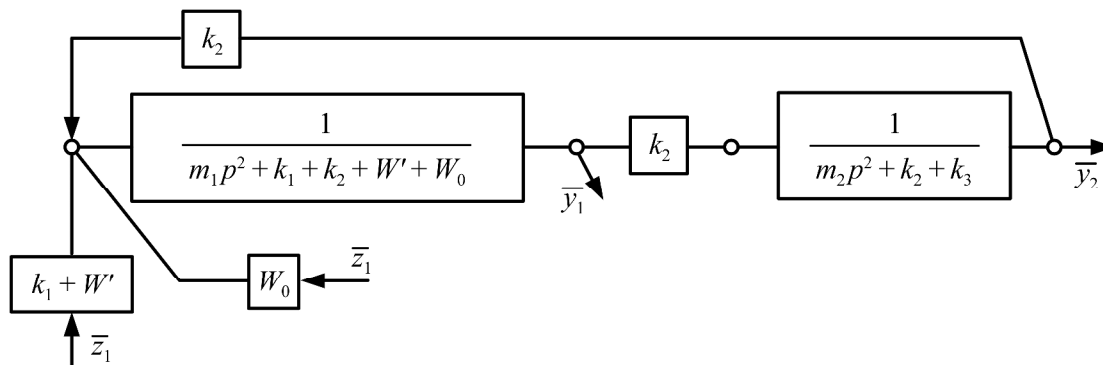 k₂
1
m₁p² + k₁ + k₂ + W′ + W₀
y̅₁
k₂
1
m₂p² + k₂ + k₃
y̅₂
k₁ + W′
W₀
z̅₁
z̅₁